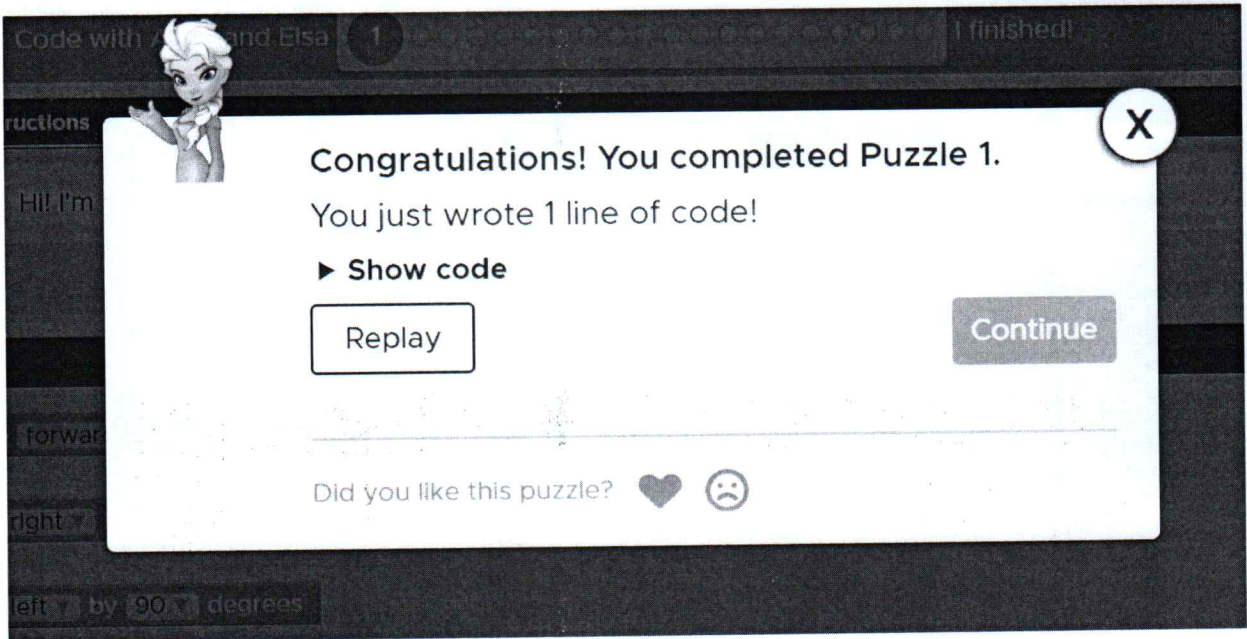 Code with and Elsa 1 I finished!
ructions
X
Congratulations! You completed Puzzle 1.
Hi! I'm
You just wrote 1 line of code!
▶ Show code
Replay
Continue
forwar
Did you like this puzzle?
right
left by 90 degrees